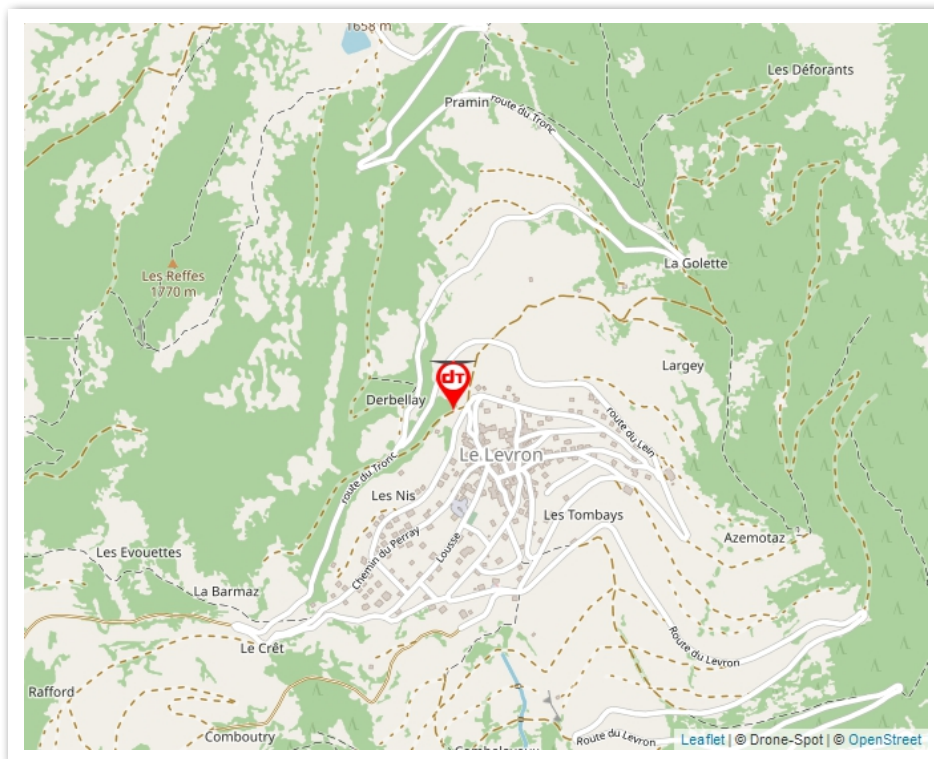 1658 m
Les Déforants
Pramin
route du Tronc
La Golette
Les Reffes
1770 m
Largey
dT
Derbellay
route du Lein
Le Levron
route du Tronc
Les Nis
Les Tombays
Chemin du Perray
Lousse
Azemotaz
Les Evouettes
La Barmaz
Le Crêt
Route du Levron
Rafford
Comboutry
Route du Levron
Leaflet | © Drone-Spot | © OpenStreet